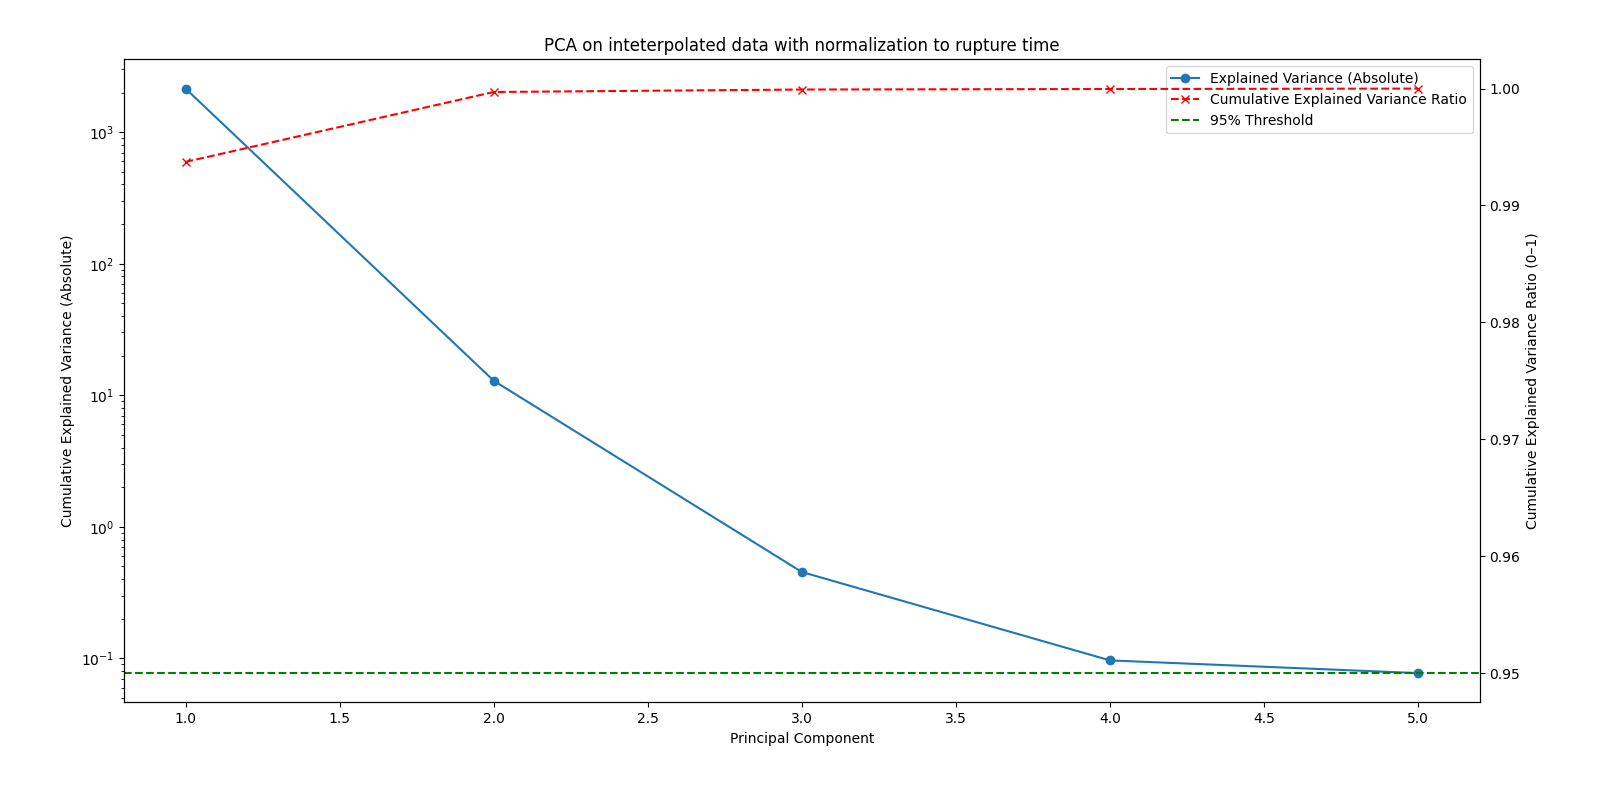 PCA on inteterpolated data with normalization to rupture time
Explained Variance (Absolute)
Cumulative Explained Variance Ratio
95% Threshold
Cumulative Explained Variance (Absolute)
10³
10²
10¹
10⁰
10⁻¹
1.00
0.99
0.98
0.97
0.96
0.95
Cumulative Explained Variance Ratio (0–1)
1.0 1.5 2.0 2.5 3.0 3.5 4.0 4.5 5.0
Principal Component